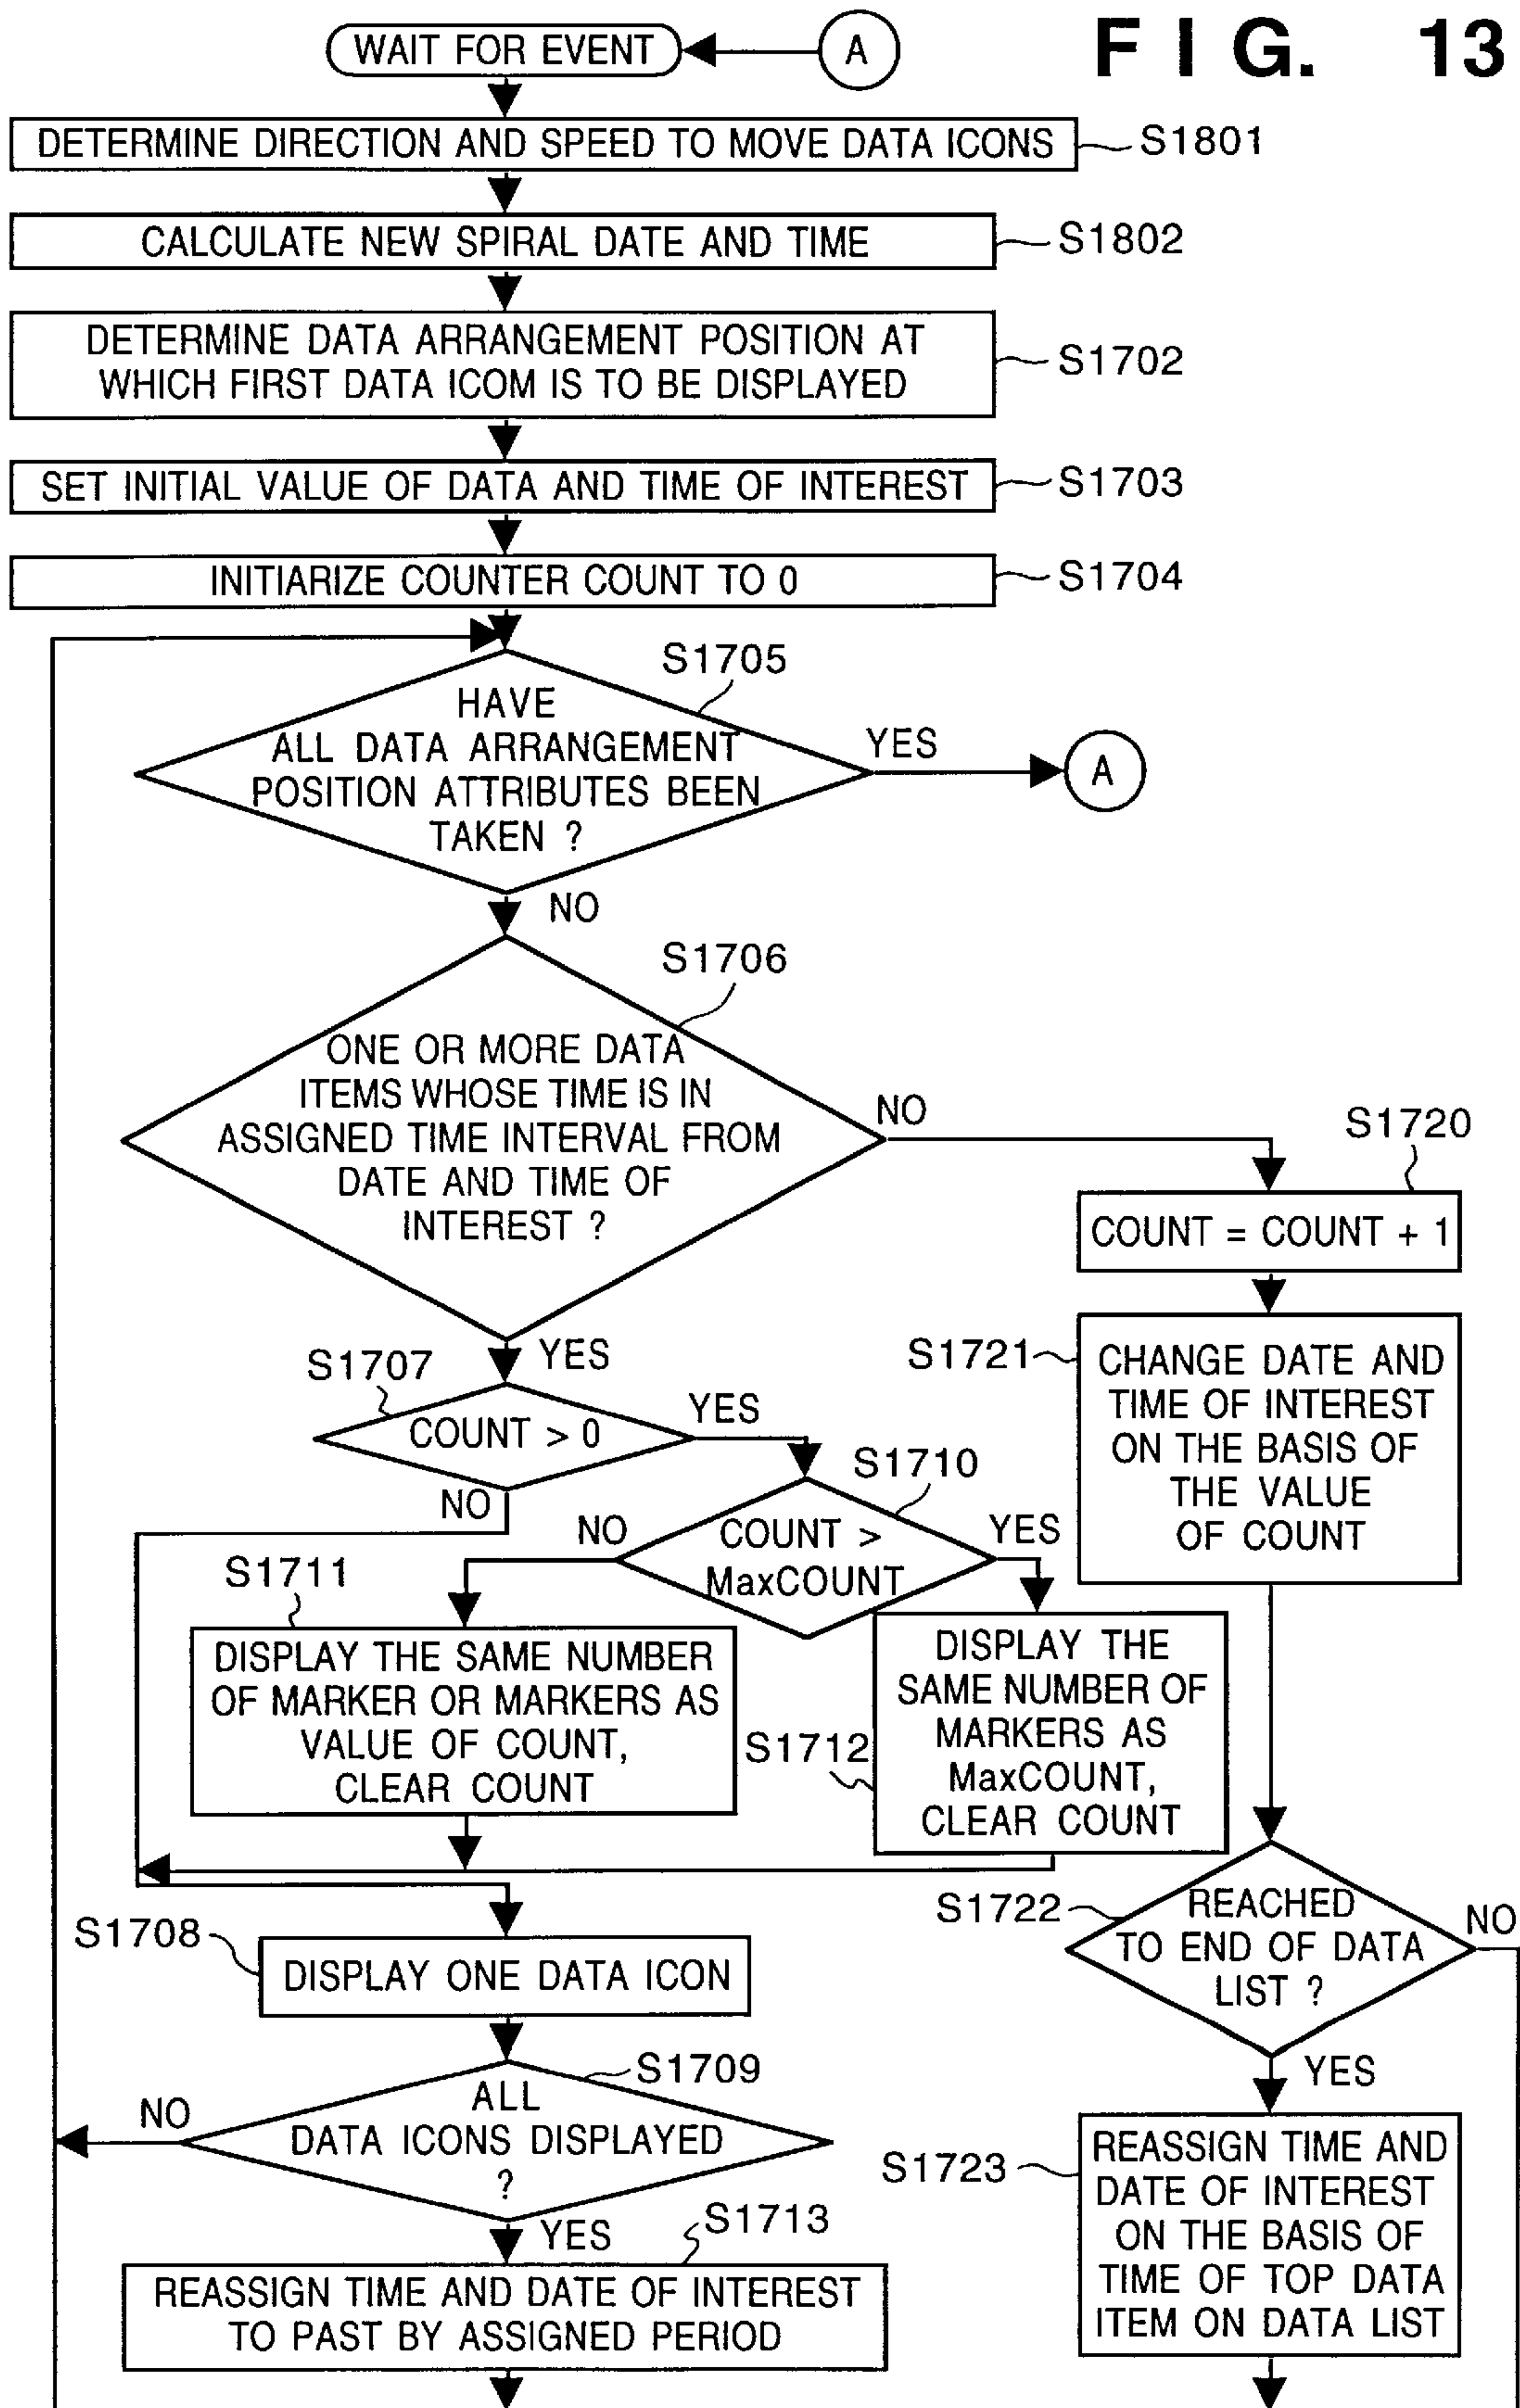 FIG. 13
WAIT FOR EVENT
A
DETERMINE DIRECTION AND SPEED TO MOVE DATA ICONS
S1801
CALCULATE NEW SPIRAL DATE AND TIME
S1802
DETERMINE DATA ARRANGEMENT POSITION AT
WHICH FIRST DATA ICOM IS TO BE DISPLAYED
S1702
SET INITIAL VALUE OF DATA AND TIME OF INTEREST
S1703
INITIARIZE COUNTER COUNT TO 0
S1704
S1705
HAVE
ALL DATA ARRANGEMENT
POSITION ATTRIBUTES BEEN
TAKEN ?
YES
A
NO
S1706
ONE OR MORE DATA
ITEMS WHOSE TIME IS IN
ASSIGNED TIME INTERVAL FROM
DATE AND TIME OF
INTEREST ?
NO
S1720
COUNT = COUNT + 1
YES
S1721
CHANGE DATE AND
TIME OF INTEREST
ON THE BASIS OF
THE VALUE
OF COUNT
S1707
COUNT > 0
YES
NO
S1710
COUNT >
MaxCOUNT
NO
YES
S1711
DISPLAY THE SAME NUMBER
OF MARKER OR MARKERS AS
VALUE OF COUNT,
CLEAR COUNT
S1712
DISPLAY THE
SAME NUMBER OF
MARKERS AS
MaxCOUNT,
CLEAR COUNT
S1722
REACHED
TO END OF DATA
LIST ?
NO
YES
S1708
DISPLAY ONE DATA ICON
S1709
ALL
DATA ICONS DISPLAYED
?
NO
YES
S1713
REASSIGN TIME AND DATE OF INTEREST
TO PAST BY ASSIGNED PERIOD
S1723
REASSIGN TIME AND
DATE OF INTEREST
ON THE BASIS OF
TIME OF TOP DATA
ITEM ON DATA LIST